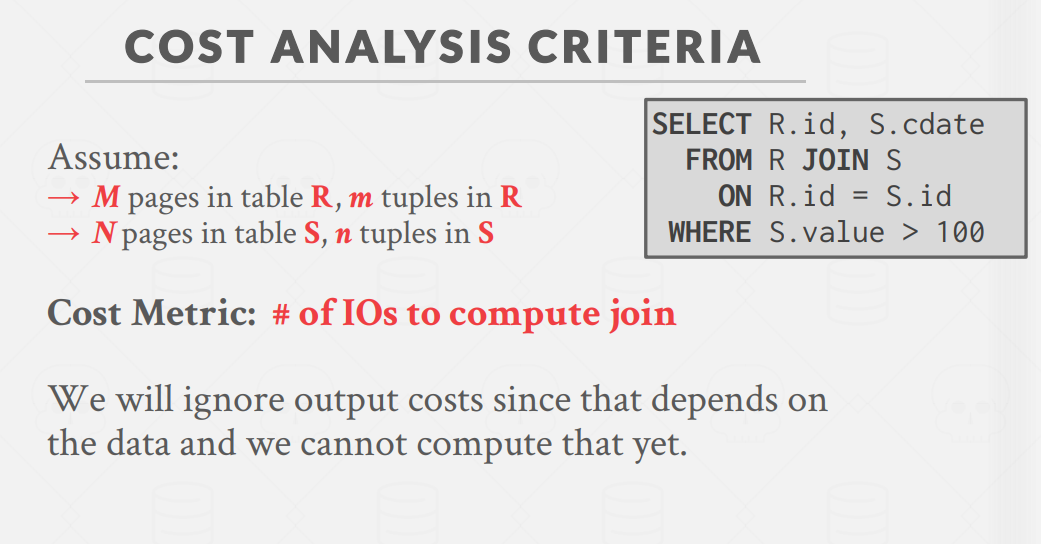 COST ANALYSIS CRITERIA
SELECT R.id, S.cdate
FROM R JOIN S
ON R.id = S.id
WHERE S.value > 100
Assume:
→ M pages in table R, m tuples in R
→ N pages in table S, n tuples in S
Cost Metric: # of IOs to compute join
We will ignore output costs since that depends on
the data and we cannot compute that yet.